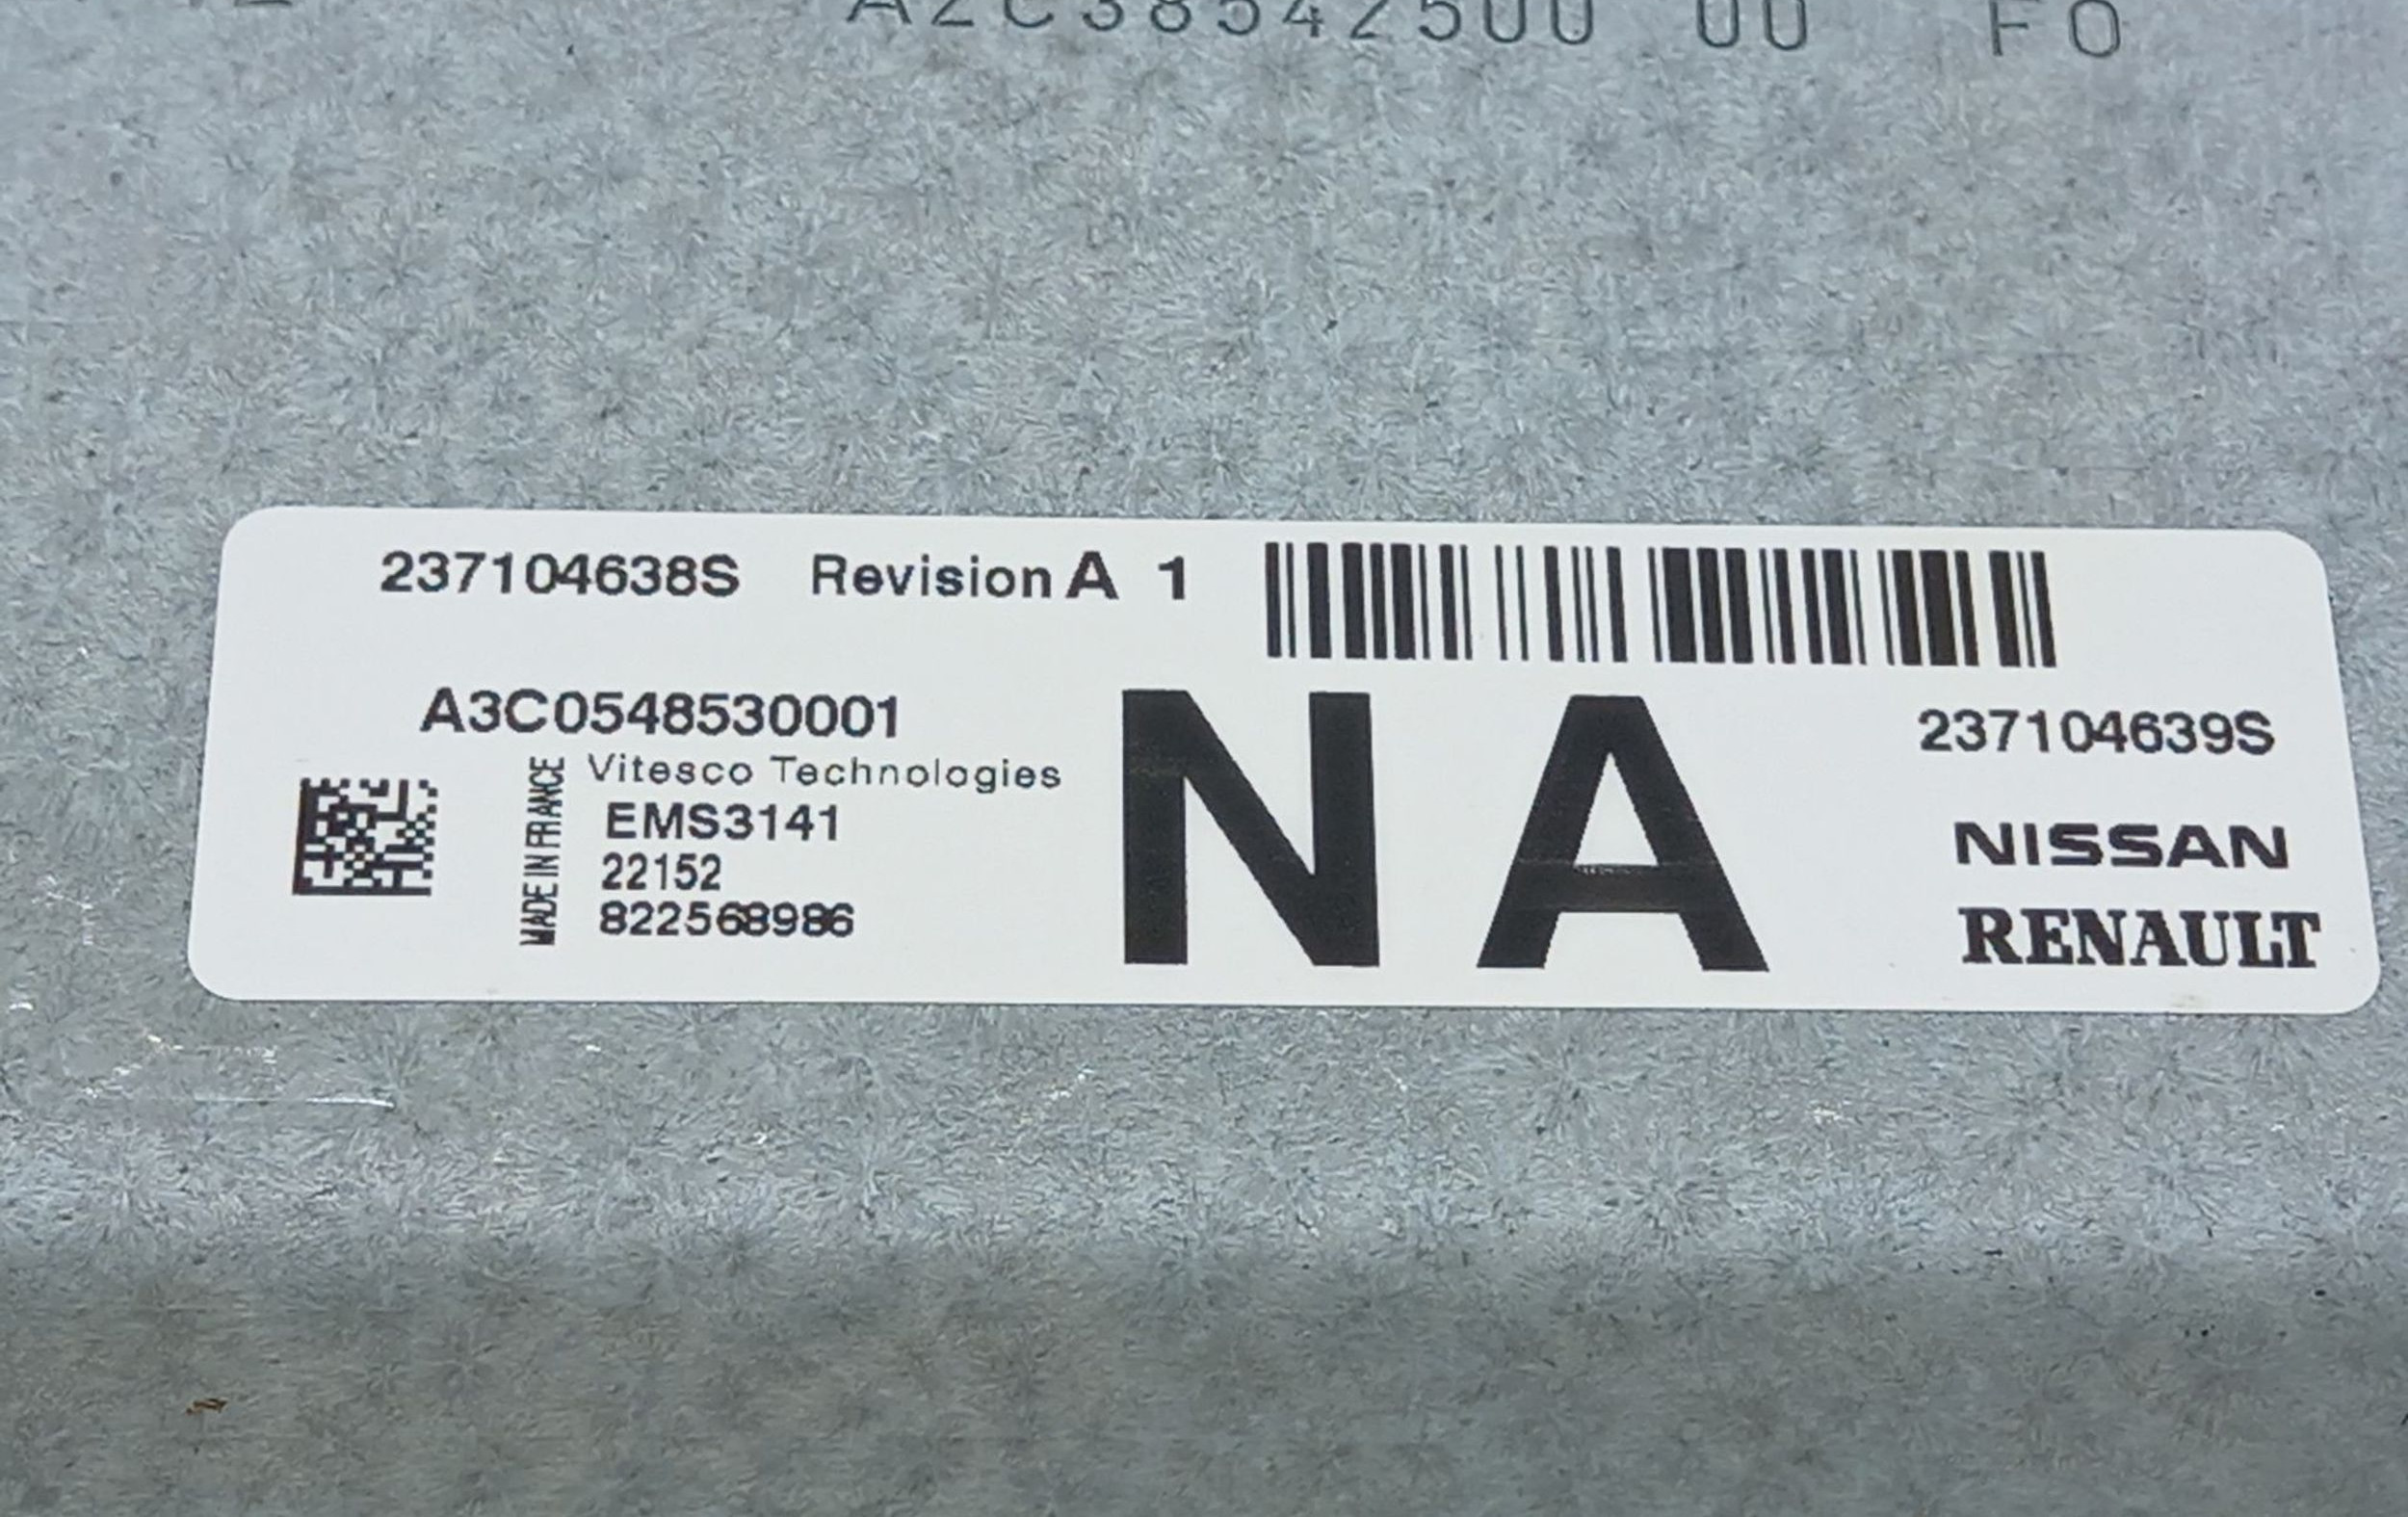 A2C38542500 00 F0
237104638S Revision A 1
A3C0548530001
Vitesco Technologies
MADE IN FRANCE
EMS3141
22152
822568986
NA
237104639S
NISSAN
RENAULT